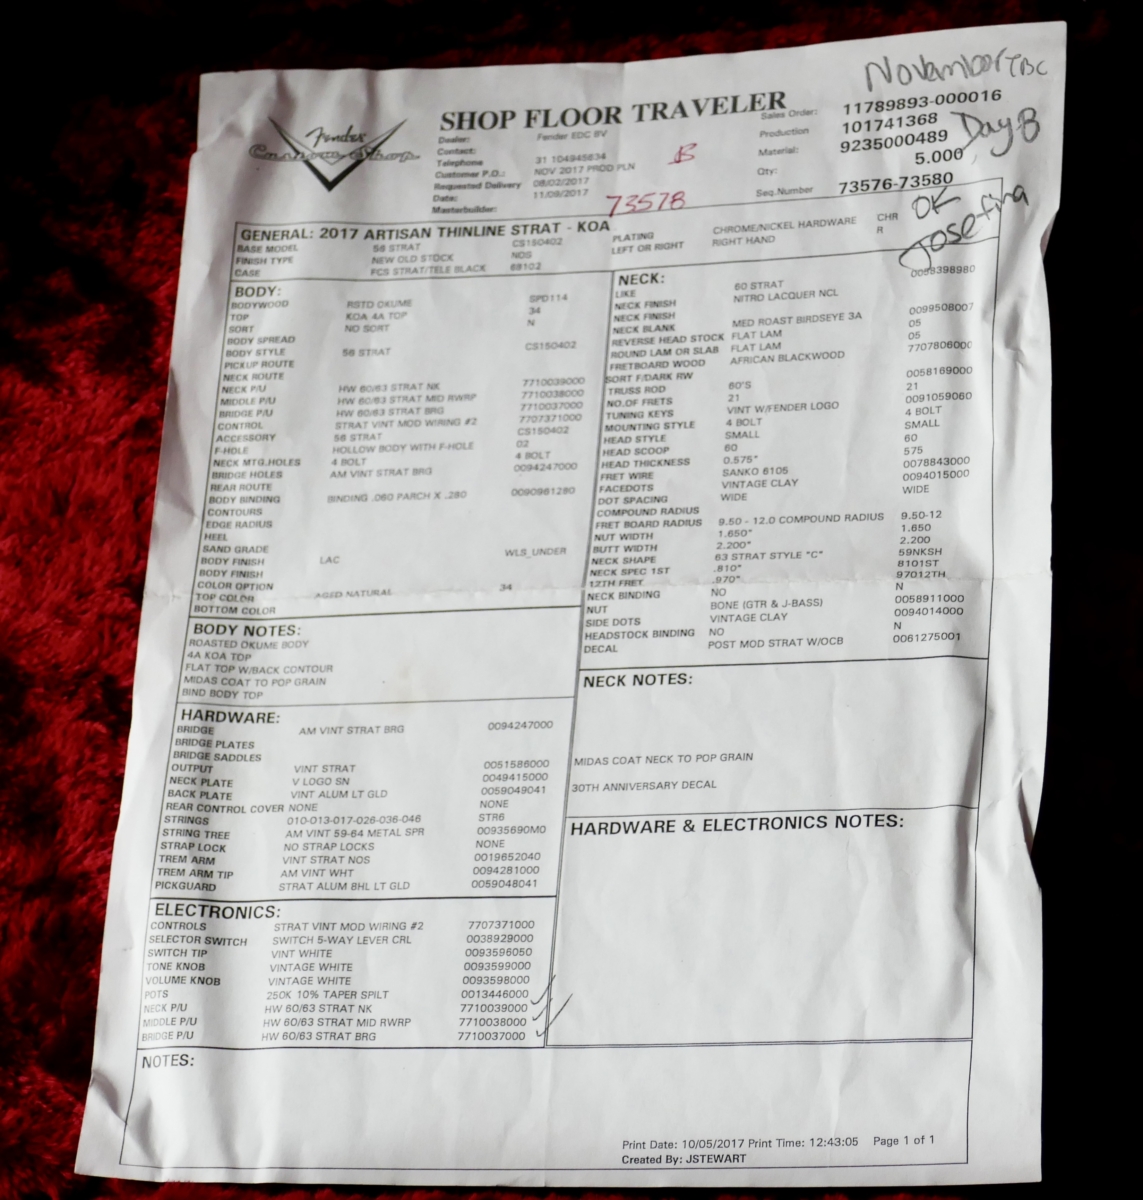 November TBC
Fender
Custom Shop
SHOP FLOOR TRAVELER
Dealer: Fender EDC BV
Contact:
Telephone 31 104945634
Customer P.O.: NOV 2017 PROD PLN
Requested Delivery 08/02/2017
Date: 11/08/2017
Masterbuilder:
73578
Sales Order: 11789893-000016
Production 101741368
Material: 9235000489
Qty: 5.000
Seq.Number 73576-73580
Day B
OK
Josefina
GENERAL: 2017 ARTISAN THINLINE STRAT - KOA
BASE MODEL 56 STRAT CS150402 PLATING CHROME/NICKEL HARDWARE CHR
FINISH TYPE NEW OLD STOCK NOS LEFT OR RIGHT RIGHT HAND R
CASE FCS STRAT/TELE BLACK 88102
BODY:
BODYWOOD RSTD OKUME SPD114
TOP KOA 4A TOP 34
SORT NO SORT N
BODY SPREAD
BODY STYLE 56 STRAT CS150402
PICKUP ROUTE
NECK ROUTE
NECK P/U HW 60/63 STRAT NK 7710039000
MIDDLE P/U HW 60/63 STRAT MID RWRP 7710038000
BRIDGE P/U HW 60/63 STRAT BRG 7710037000
CONTROL STRAT VINT MOD WIRING #2 7707371000
ACCESSORY 56 STRAT CS150402
F-HOLE HOLLOW BODY WITH F-HOLE 02
NECK MTG.HOLES 4 BOLT 4 BOLT
BRIDGE HOLES AM VINT STRAT BRG 0094247000
REAR ROUTE
BODY BINDING BINDING .060 PARCH X .280 0090961280
CONTOURS
EDGE RADIUS
HEEL
SAND GRADE
BODY FINISH LAC WLS_UNDER
BODY FINISH
COLOR OPTION
TOP COLOR AGED NATURAL 34
BOTTOM COLOR
BODY NOTES:
ROASTED OKUME BODY
4A KOA TOP
FLAT TOP W/BACK CONTOUR
MIDAS COAT TO POP GRAIN
BIND BODY TOP
HARDWARE:
BRIDGE AM VINT STRAT BRG 0094247000
BRIDGE PLATES
BRIDGE SADDLES
OUTPUT VINT STRAT 0051586000
NECK PLATE V LOGO SN 0049415000
BACK PLATE VINT ALUM LT GLD 0059049041
REAR CONTROL COVER NONE NONE
STRINGS 010-013-017-026-036-046 STR6
STRING TREE AM VINT 59-64 METAL SPR 00935690M0
STRAP LOCK NO STRAP LOCKS NONE
TREM ARM VINT STRAT NOS 0019652040
TREM ARM TIP AM VINT WHT 0094281000
PICKGUARD STRAT ALUM 8HL LT GLD 0059048041
ELECTRONICS:
CONTROLS STRAT VINT MOD WIRING #2 7707371000
SELECTOR SWITCH SWITCH 5-WAY LEVER CRL 0038929000
SWITCH TIP VINT WHITE 0093596050
TONE KNOB VINTAGE WHITE 0093599000
VOLUME KNOB VINTAGE WHITE 0093598000
POTS 250K 10% TAPER SPILT 0013446000
NECK P/U HW 60/63 STRAT NK 7710039000
MIDDLE P/U HW 60/63 STRAT MID RWRP 7710038000
BRIDGE P/U HW 60/63 STRAT BRG 7710037000
NECK:
LIKE 60 STRAT 0058398980
NECK FINISH NITRO LACQUER NCL
NECK FINISH
NECK BLANK MED ROAST BIRDSEYE 3A 0099508007
REVERSE HEAD STOCK FLAT LAM 05
ROUND LAM OR SLAB FLAT LAM 05
FRETBOARD WOOD AFRICAN BLACKWOOD 7707806000
SORT F/DARK RW
TRUSS ROD 60'S 0058169000
NO.OF FRETS 21 21
TUNING KEYS VINT W/FENDER LOGO 0091059060
MOUNTING STYLE 4 BOLT 4 BOLT
HEAD STYLE SMALL SMALL
HEAD SCOOP 60 60
HEAD THICKNESS 0.575" 575
FRET WIRE SANKO 6105 0078843000
FACEDOTS VINTAGE CLAY 0094015000
DOT SPACING WIDE WIDE
COMPOUND RADIUS
FRET BOARD RADIUS 9.50 - 12.0 COMPOUND RADIUS 9.50-12
NUT WIDTH 1.650" 1.650
BUTT WIDTH 2.200" 2.200
NECK SHAPE 63 STRAT STYLE "C" 59NKSH
NECK SPEC 1ST .810" 8101ST
12TH FRET .970" 97012TH
NECK BINDING NO N
NUT BONE (GTR & J-BASS) 0058911000
SIDE DOTS VINTAGE CLAY 0094014000
HEADSTOCK BINDING NO N
DECAL POST MOD STRAT W/OCB 0061275001
NECK NOTES:
MIDAS COAT NECK TO POP GRAIN
30TH ANNIVERSARY DECAL
HARDWARE & ELECTRONICS NOTES:
NOTES:
Print Date: 10/05/2017 Print Time: 12:43:05 Page 1 of 1
Created By: JSTEWART